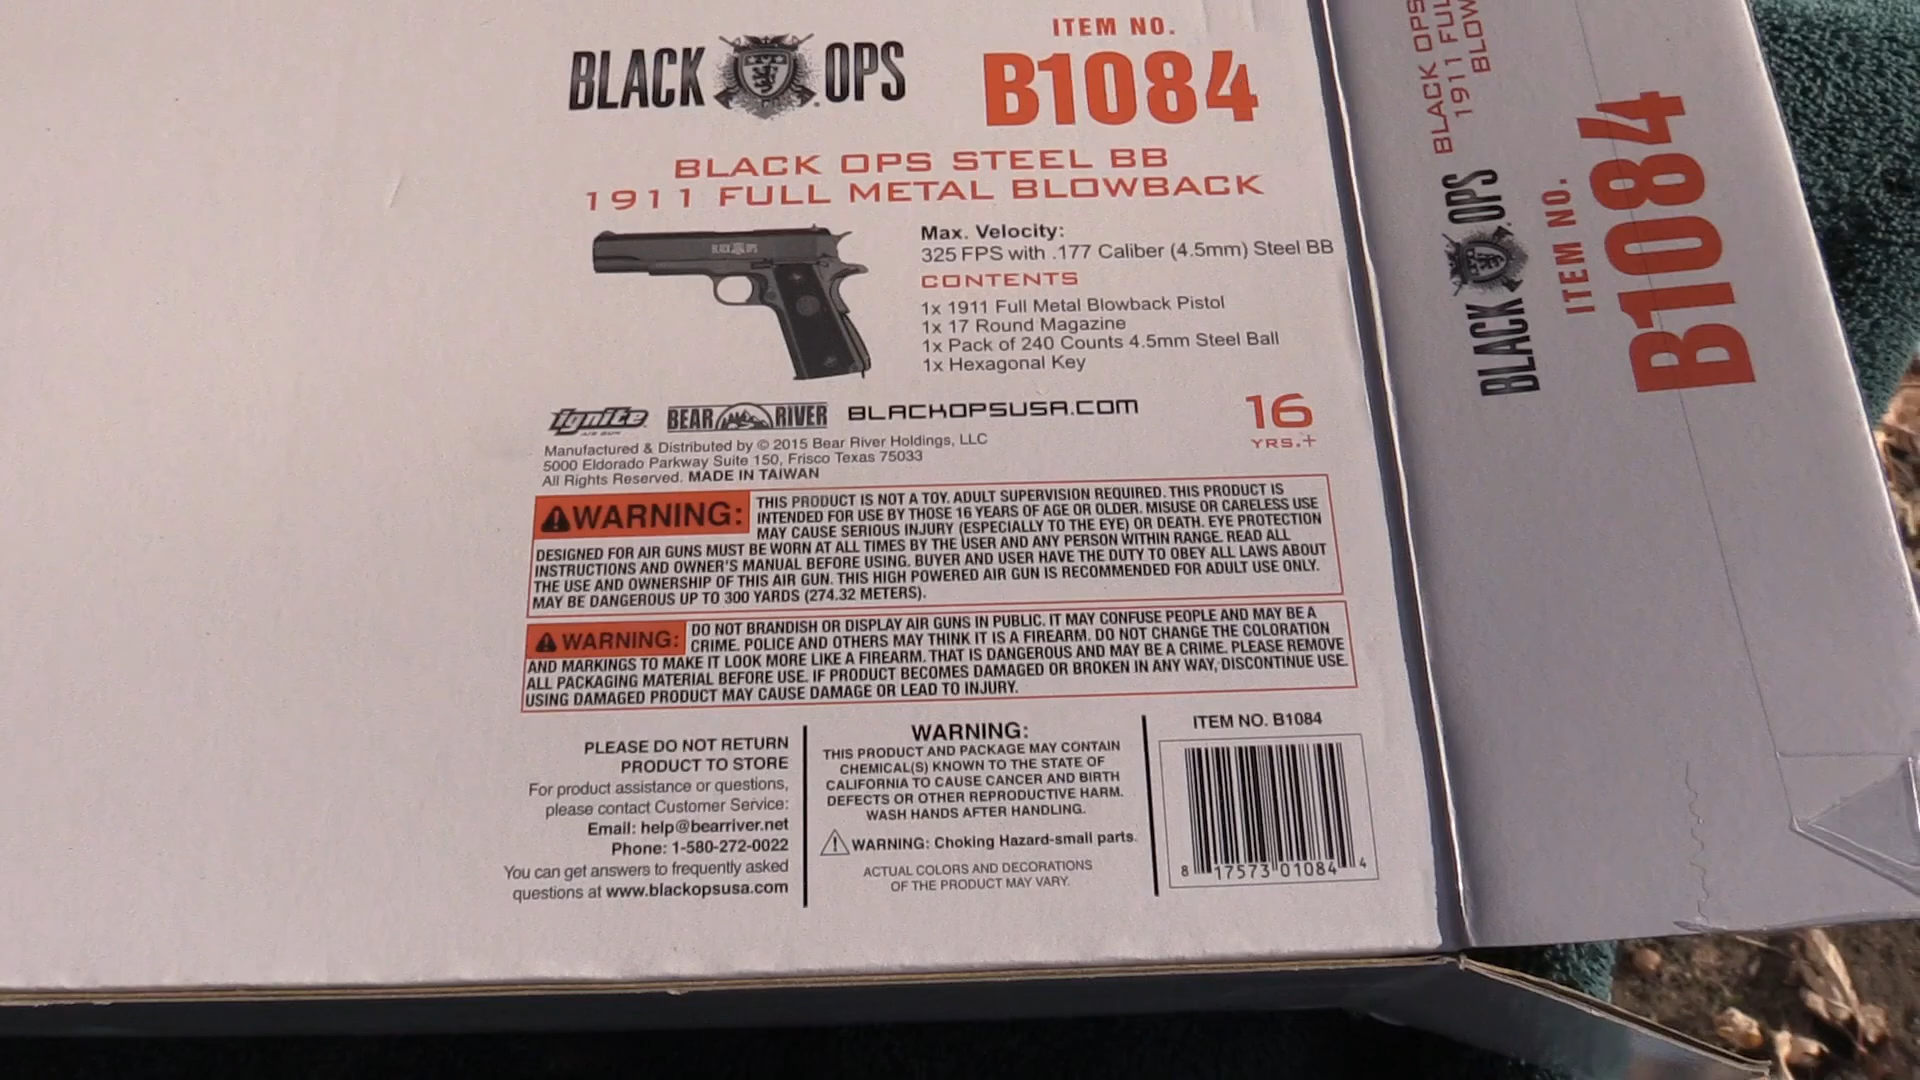 BLACK OPS
ITEM NO.
B1084
BLACK OPS STEEL BB
1911 FULL METAL BLOWBACK
BLACK OPS
Max. Velocity:
325 FPS with .177 Caliber (4.5mm) Steel BB
CONTENTS
1x 1911 Full Metal Blowback Pistol
1x 17 Round Magazine
1x Pack of 240 Counts 4.5mm Steel Ball
1x Hexagonal Key
ignite
AIR GUN
BEAR RIVER
BLACKOPSUSA.COM
16
YRS.+
Manufactured & Distributed by © 2015 Bear River Holdings, LLC
5000 Eldorado Parkway Suite 150, Frisco Texas 75033
All Rights Reserved. MADE IN TAIWAN
WARNING: THIS PRODUCT IS NOT A TOY. ADULT SUPERVISION REQUIRED. THIS PRODUCT IS
INTENDED FOR USE BY THOSE 16 YEARS OF AGE OR OLDER. MISUSE OR CARELESS USE
MAY CAUSE SERIOUS INJURY (ESPECIALLY TO THE EYE) OR DEATH. EYE PROTECTION
DESIGNED FOR AIR GUNS MUST BE WORN AT ALL TIMES BY THE USER AND ANY PERSON WITHIN RANGE. READ ALL
INSTRUCTIONS AND OWNER'S MANUAL BEFORE USING. BUYER AND USER HAVE THE DUTY TO OBEY ALL LAWS ABOUT
THE USE AND OWNERSHIP OF THIS AIR GUN. THIS HIGH POWERED AIR GUN IS RECOMMENDED FOR ADULT USE ONLY.
MAY BE DANGEROUS UP TO 300 YARDS (274.32 METERS).
WARNING: DO NOT BRANDISH OR DISPLAY AIR GUNS IN PUBLIC. IT MAY CONFUSE PEOPLE AND MAY BE A
CRIME. POLICE AND OTHERS MAY THINK IT IS A FIREARM. DO NOT CHANGE THE COLORATION
AND MARKINGS TO MAKE IT LOOK MORE LIKE A FIREARM. THAT IS DANGEROUS AND MAY BE A CRIME. PLEASE REMOVE
ALL PACKAGING MATERIAL BEFORE USE. IF PRODUCT BECOMES DAMAGED OR BROKEN IN ANY WAY, DISCONTINUE USE.
USING DAMAGED PRODUCT MAY CAUSE DAMAGE OR LEAD TO INJURY.
PLEASE DO NOT RETURN
PRODUCT TO STORE
For product assistance or questions,
please contact Customer Service:
Email: help@bearriver.net
Phone: 1-580-272-0022
You can get answers to frequently asked
questions at www.blackopsusa.com
WARNING:
THIS PRODUCT AND PACKAGE MAY CONTAIN
CHEMICAL(S) KNOWN TO THE STATE OF
CALIFORNIA TO CAUSE CANCER AND BIRTH
DEFECTS OR OTHER REPRODUCTIVE HARM.
WASH HANDS AFTER HANDLING.
WARNING: Choking Hazard-small parts.
ACTUAL COLORS AND DECORATIONS
OF THE PRODUCT MAY VARY.
ITEM NO. B1084
8 17573 01084 4
BLACK OPS
1911 FUL
BLOW
BLACK OPS
ITEM NO.
B1084